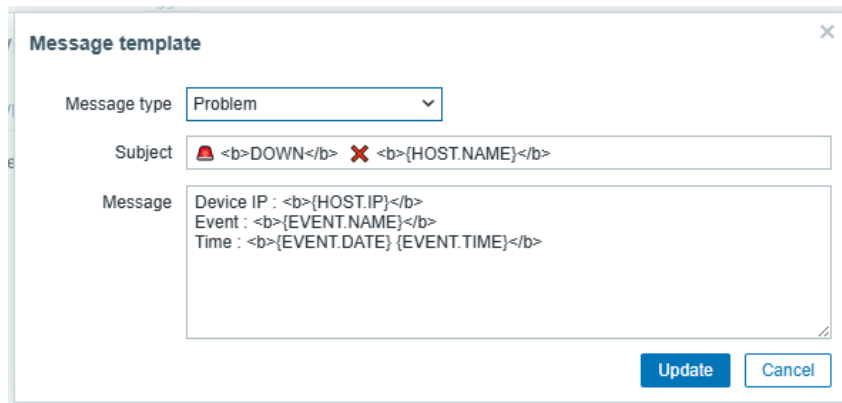 Message template
Message type Problem
Subject 🚨 <b>DOWN</b> ❌ <b>{HOST.NAME}</b>
Message Device IP : <b>{HOST.IP}</b>
Event : <b>{EVENT.NAME}</b>
Time : <b>{EVENT.DATE} {EVENT.TIME}</b>
Update Cancel